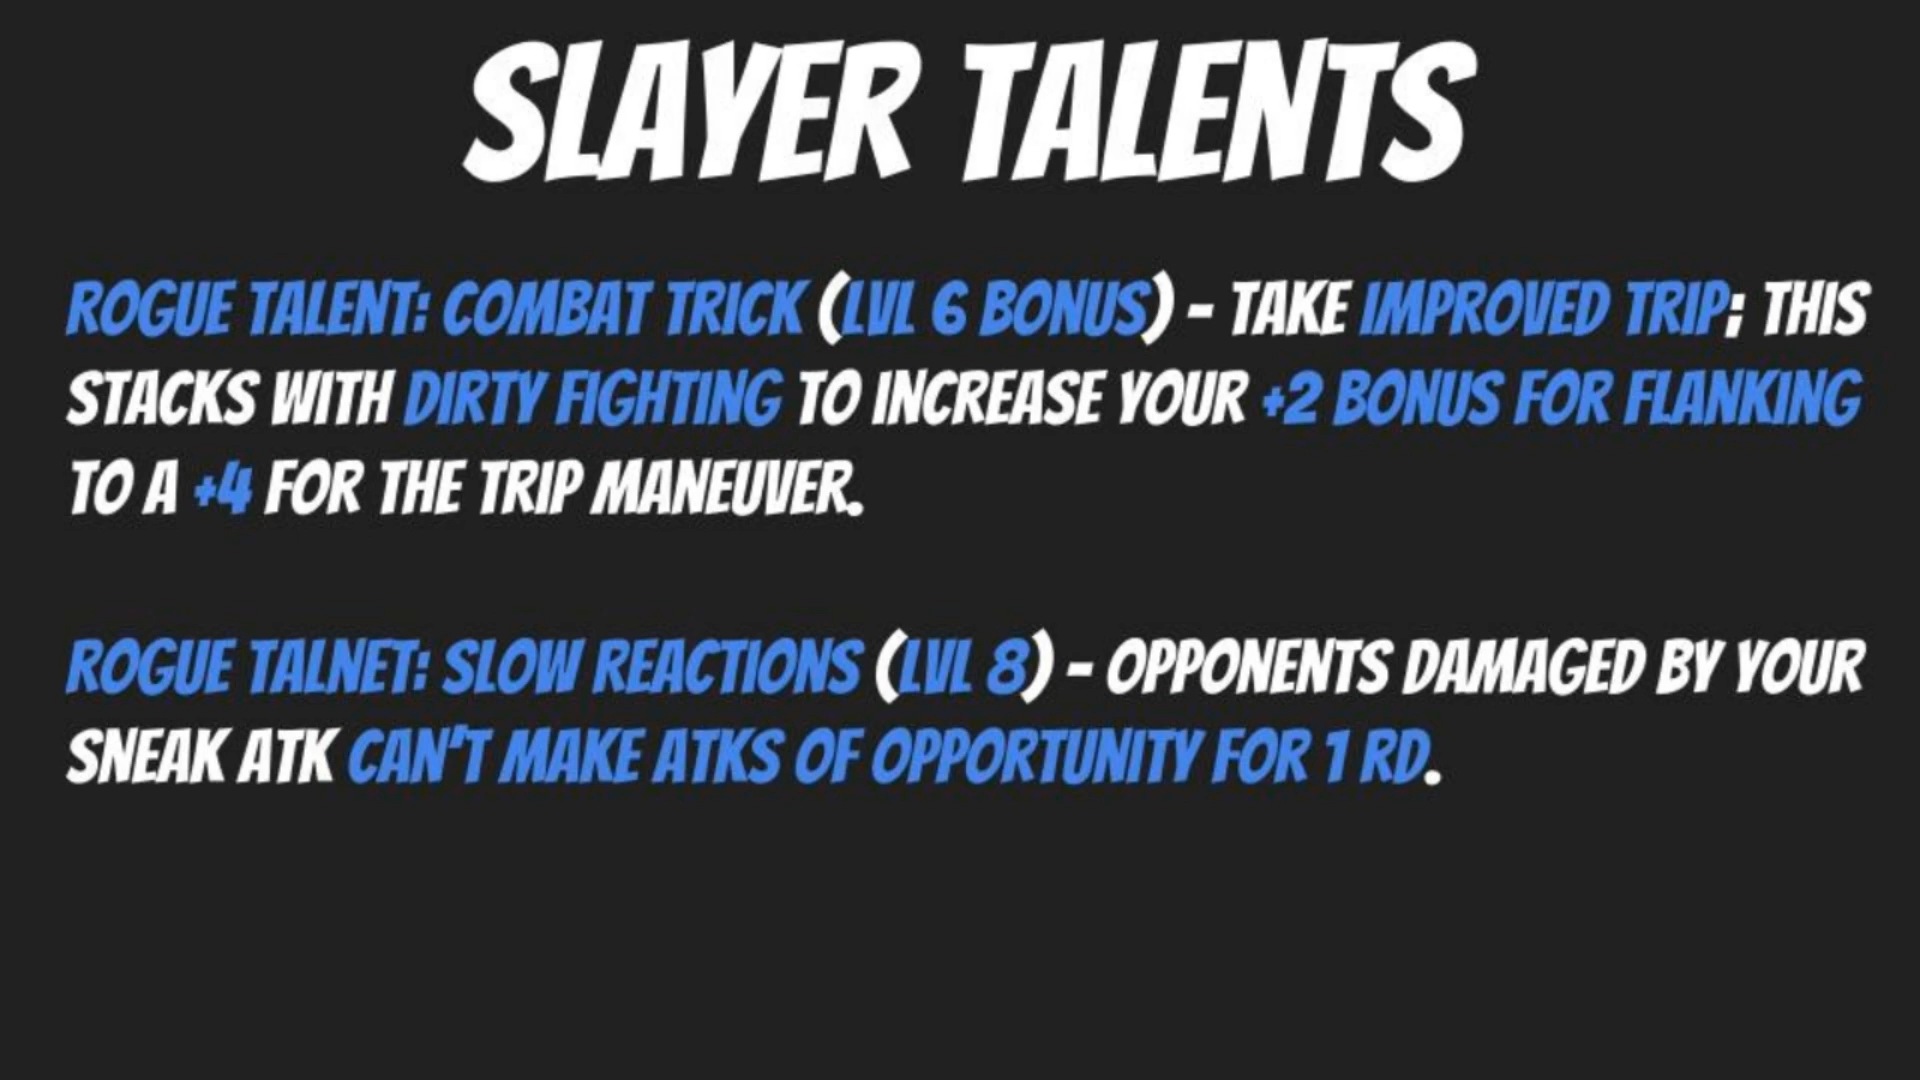 SLAYER TALENTS
ROGUE TALENT: COMBAT TRICK (LVL 6 BONUS) - TAKE IMPROVED TRIP; THIS
STACKS WITH DIRTY FIGHTING TO INCREASE YOUR +2 BONUS FOR FLANKING
TO A +4 FOR THE TRIP MANEUVER.
ROGUE TALNET: SLOW REACTIONS (LVL 8) - OPPONENTS DAMAGED BY YOUR
SNEAK ATK CAN'T MAKE ATKS OF OPPORTUNITY FOR 1 RD.